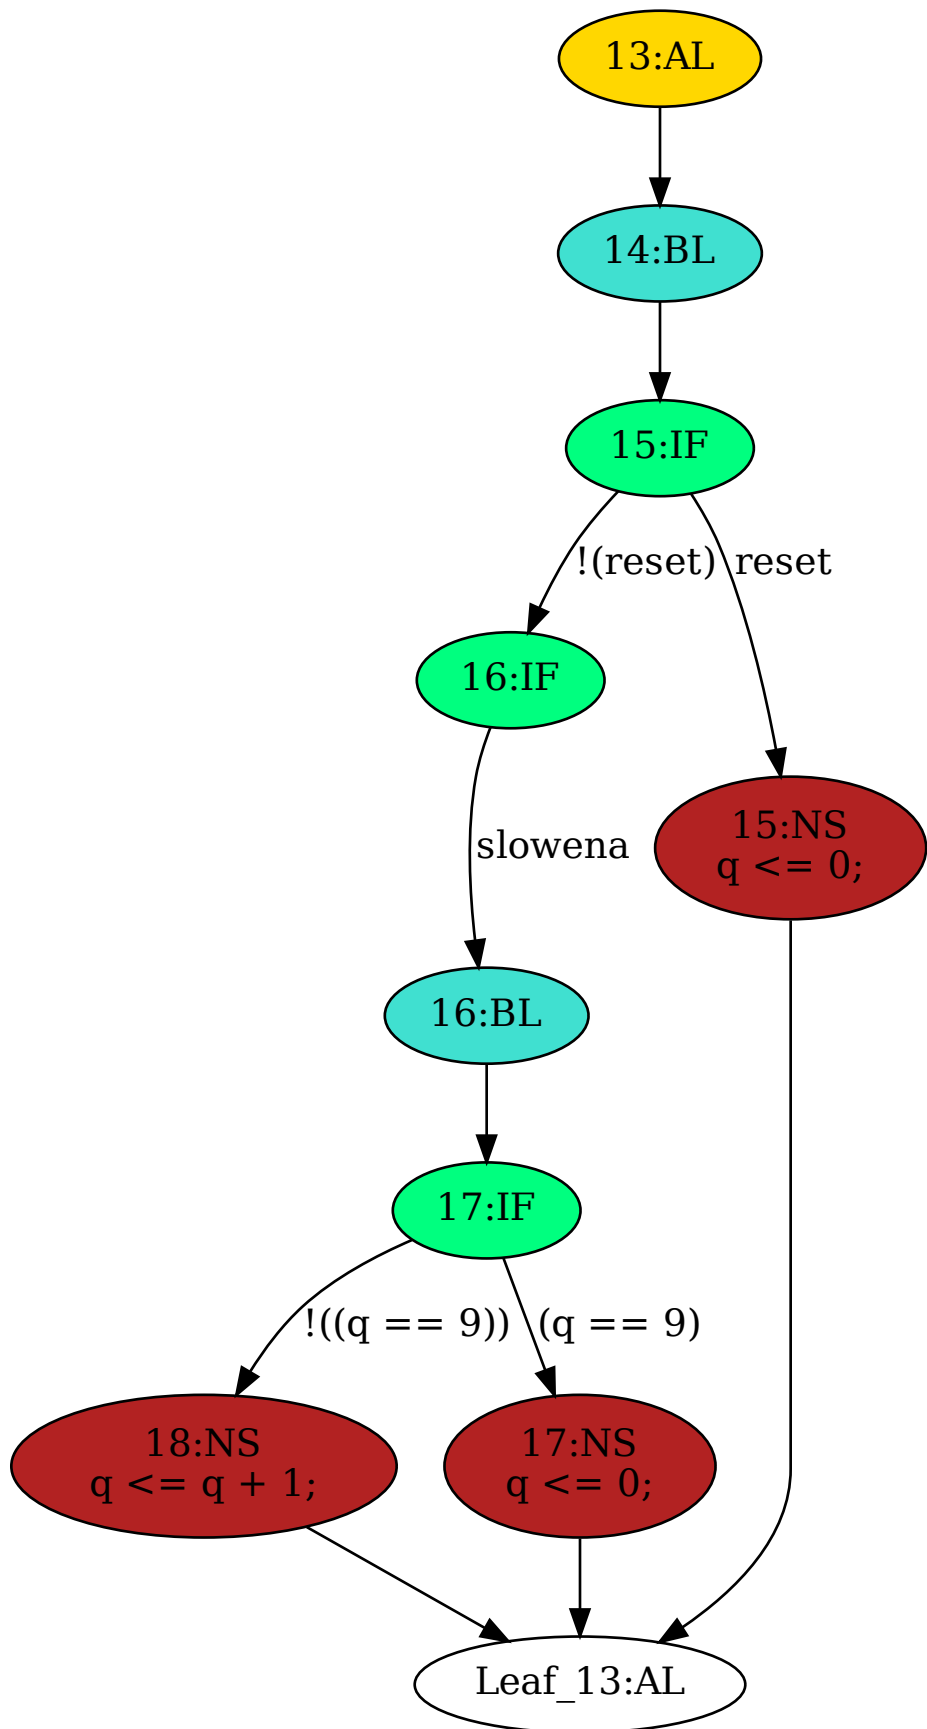 13:AL
14:BL
15:IF
!(reset)
reset
16:IF
15:NS
q <= 0;
slowena
16:BL
17:IF
!((q == 9))
(q == 9)
18:NS
q <= q + 1;
17:NS
q <= 0;
Leaf_13:AL